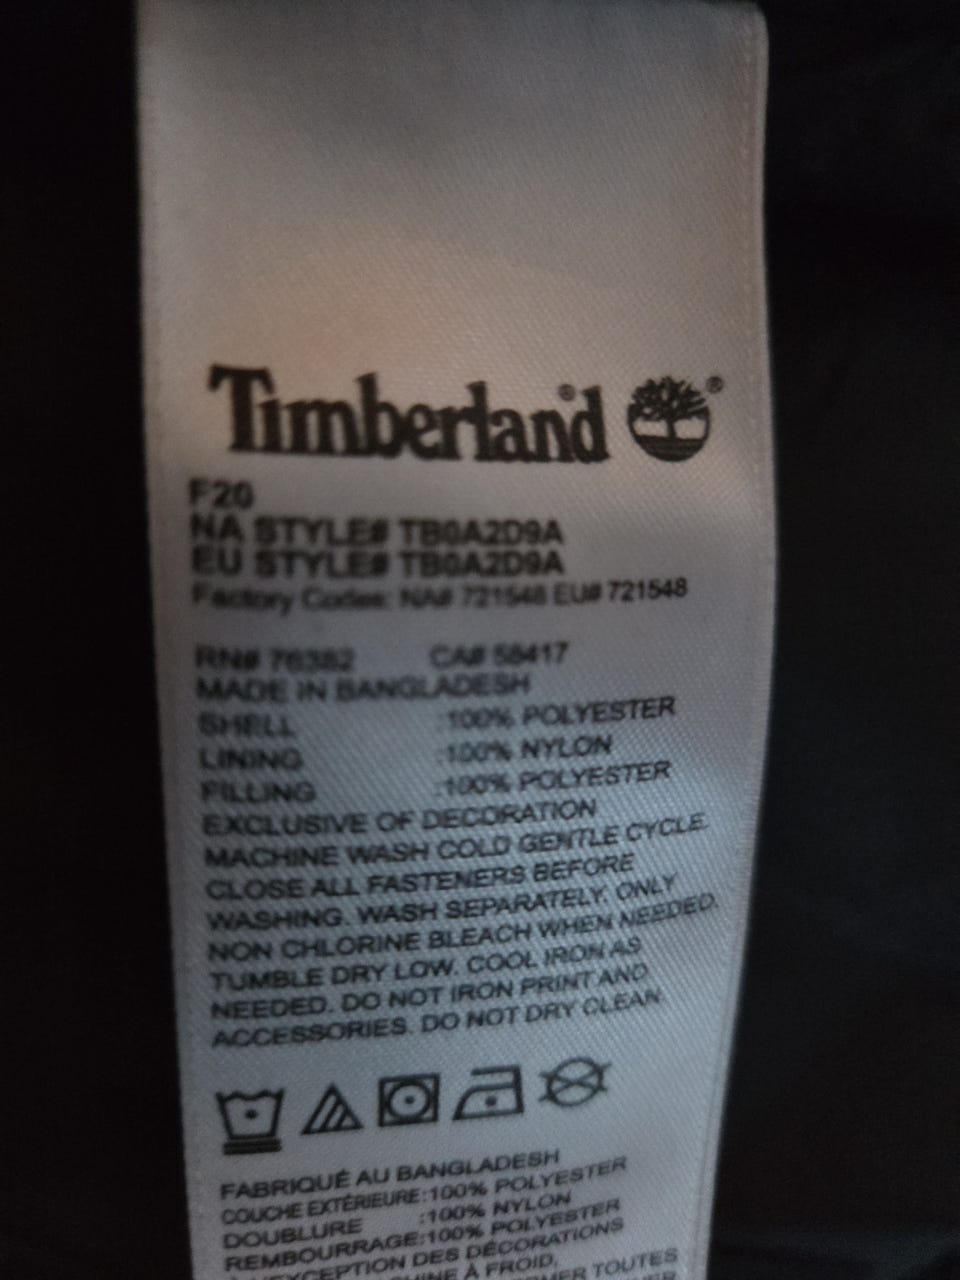 Timberland® ®
F20
NA STYLE# TB0A2D9A
EU STYLE# TB0A2D9A
Factory Codes: NA# 721548 EU# 721548
RN# 76382 CA# 58417
MADE IN BANGLADESH
SHELL :100% POLYESTER
LINING :100% NYLON
FILLING :100% POLYESTER
EXCLUSIVE OF DECORATION
MACHINE WASH COLD GENTLE CYCLE.
CLOSE ALL FASTENERS BEFORE
WASHING. WASH SEPARATELY. ONLY
NON CHLORINE BLEACH WHEN NEEDED.
TUMBLE DRY LOW. COOL IRON AS
NEEDED. DO NOT IRON PRINT AND
ACCESSORIES. DO NOT DRY CLEAN.
FABRIQUÉ AU BANGLADESH
COUCHE EXTÉRIEURE:100% POLYESTER
DOUBLURE :100% NYLON
REMBOURRAGE:100% POLYESTER
À L'EXCEPTION DES DÉCORATIONS
À FROID,
TOUTES